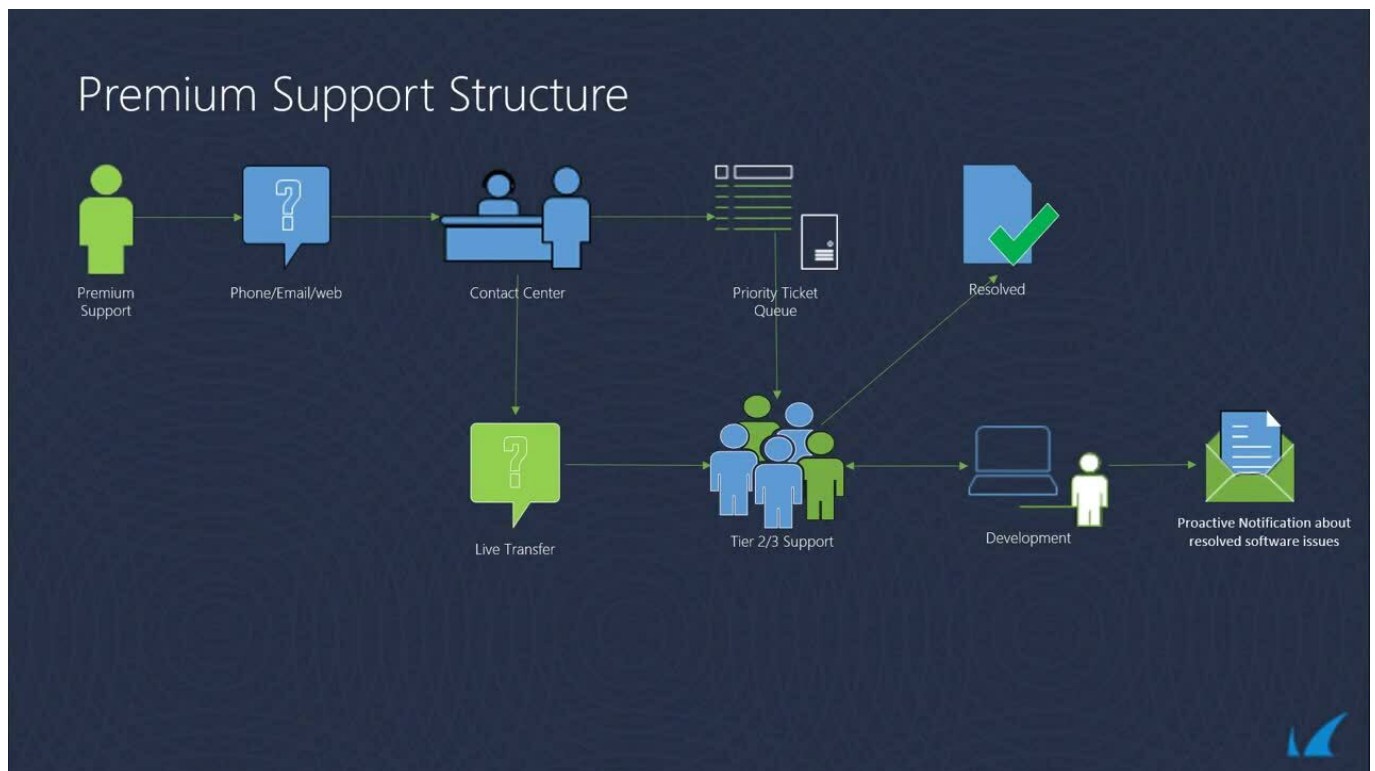 Premium Support Structure
Premium
Support
Phone/Email/web
Contact Center
Priority Ticket
Queue
Resolved
Live Transfer
Tier 2/3 Support
Development
Proactive Notification about
resolved software issues